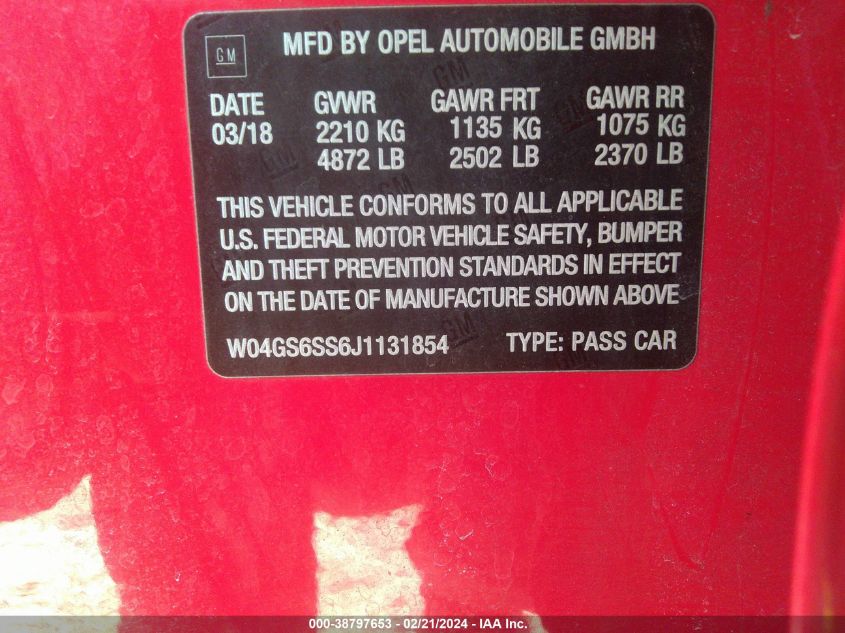 GM
MFD BY OPEL AUTOMOBILE GMBH
DATE GVWR GAWR FRT GAWR RR
03/18 2210 KG 1135 KG 1075 KG
4872 LB 2502 LB 2370 LB
THIS VEHICLE CONFORMS TO ALL APPLICABLE
U.S. FEDERAL MOTOR VEHICLE SAFETY, BUMPER
AND THEFT PREVENTION STANDARDS IN EFFECT
ON THE DATE OF MANUFACTURE SHOWN ABOVE
W04GS6SS6J1131854 TYPE: PASS CAR
000-38797653 - 02/21/2024 - IAA Inc.